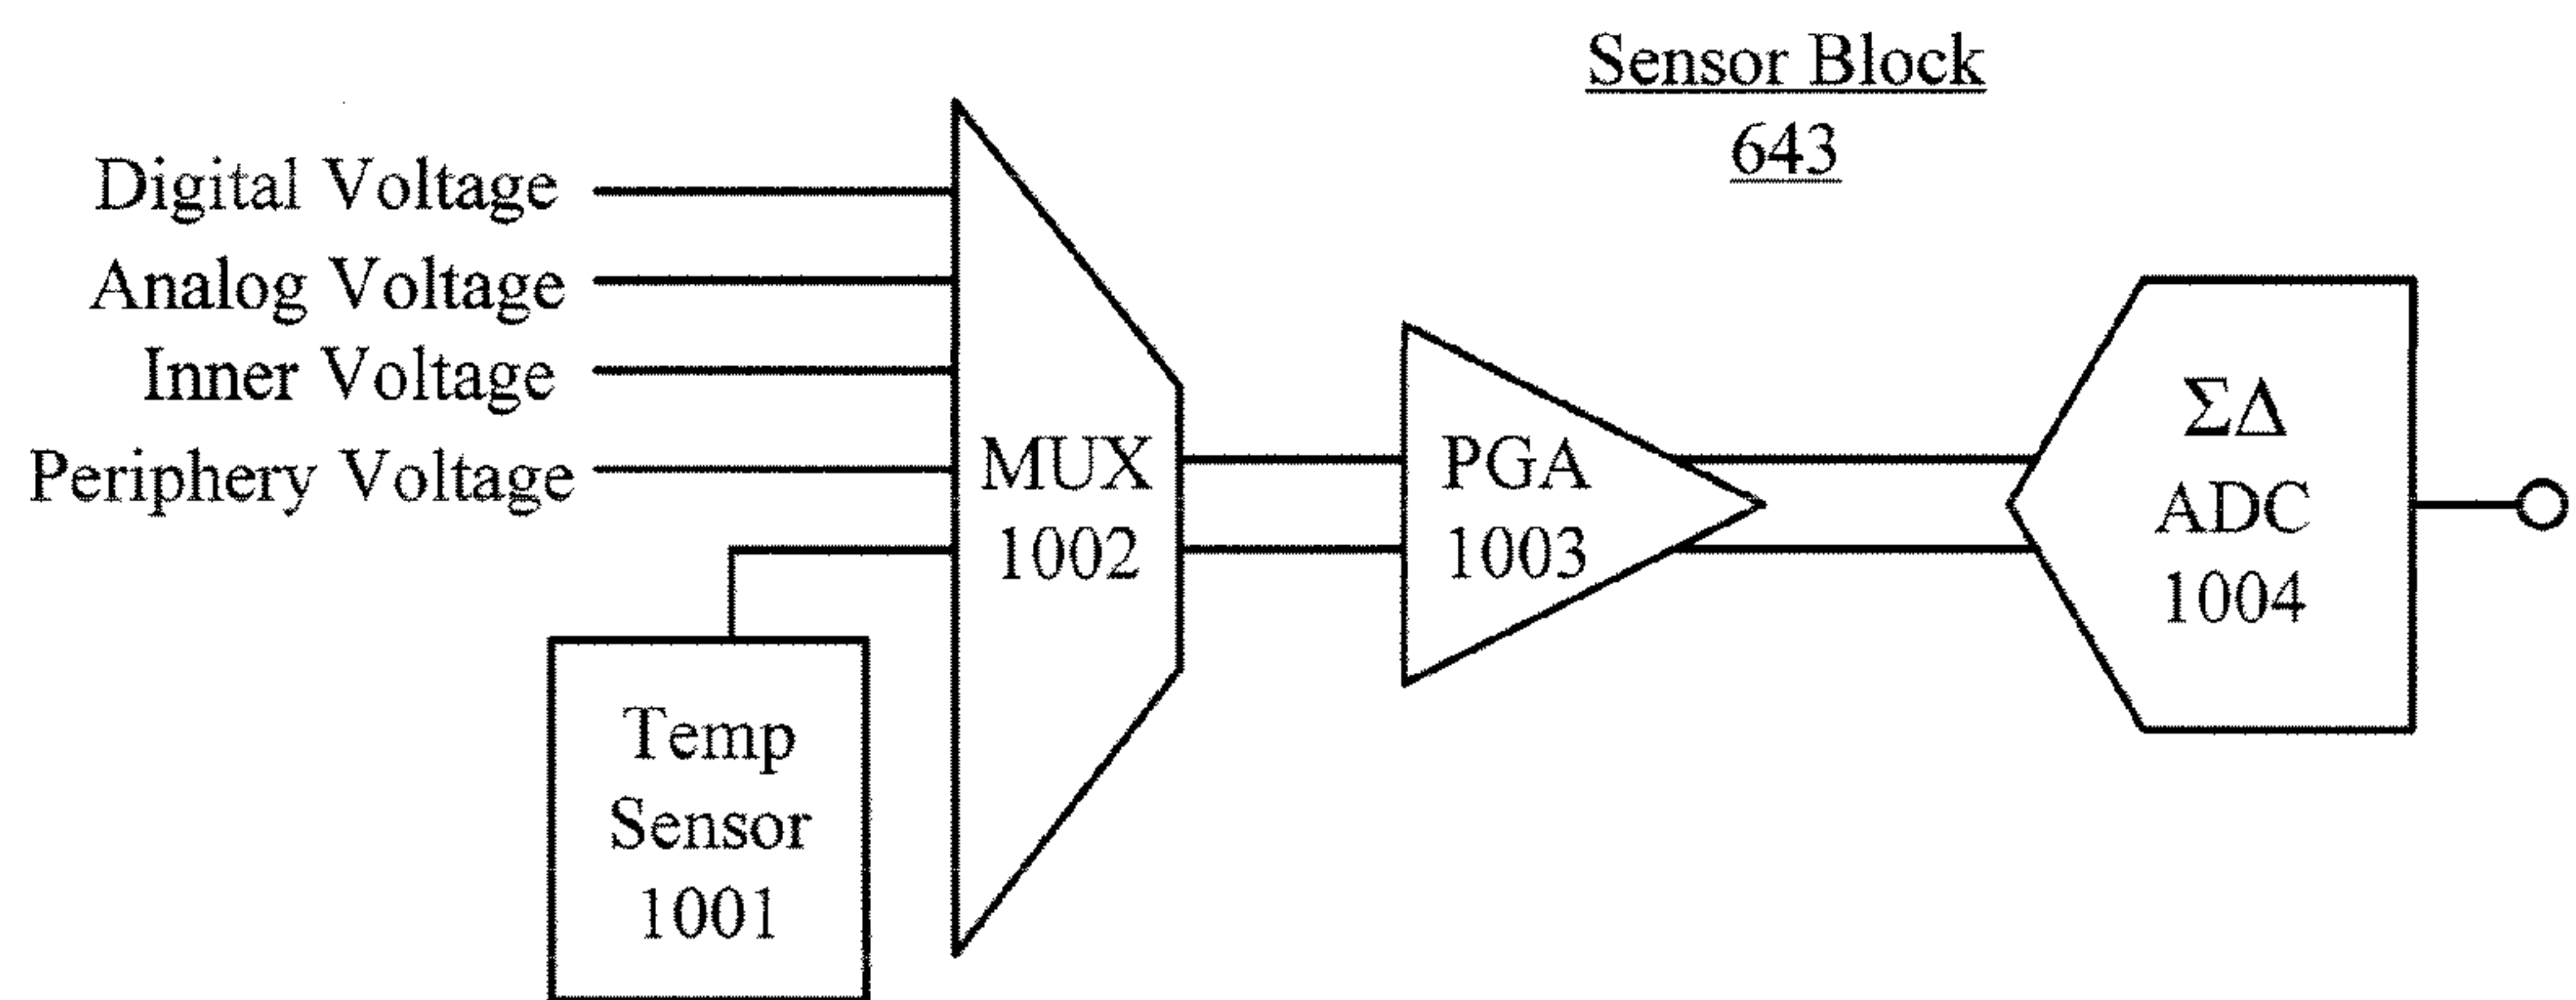 Sensor Block
643
Digital Voltage
Analog Voltage
Inner Voltage
Periphery Voltage
MUX
1002
PGA
1003
ΣΔ
ADC
1004
Temp
Sensor
1001